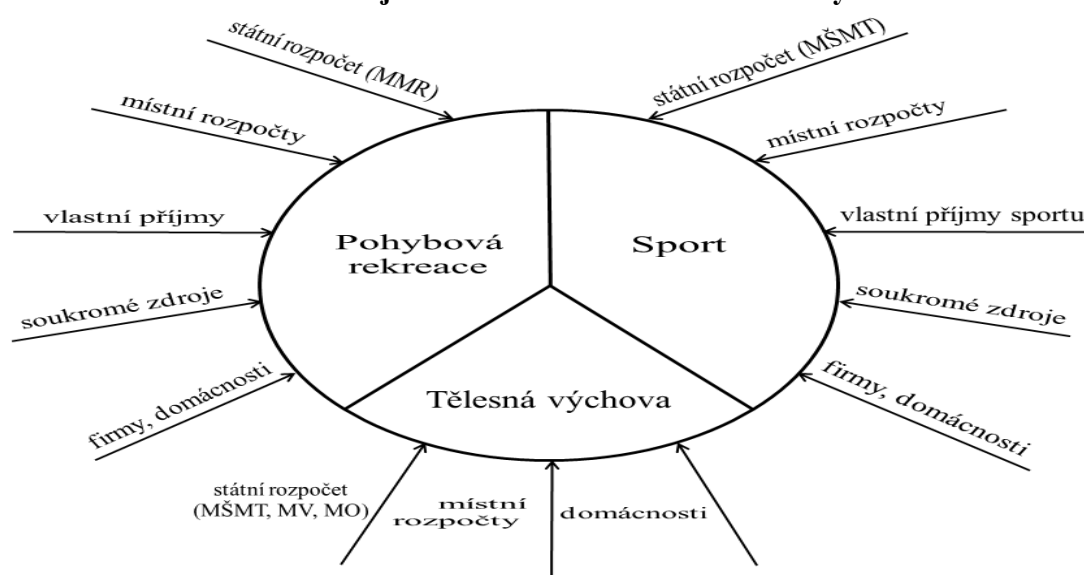 státní rozpočet (MMR)
státní rozpočet (MŠMT)
místní rozpočty
místní rozpočty
vlastní příjmy
vlastní příjmy sportu
Pohybová
rekreace
Sport
soukromé zdroje
soukromé zdroje
firmy, domácnosti
firmy, domácnosti
Tělesná výchova
státní rozpočet
(MŠMT, MV, MO)
místní
rozpočty
domácnosti